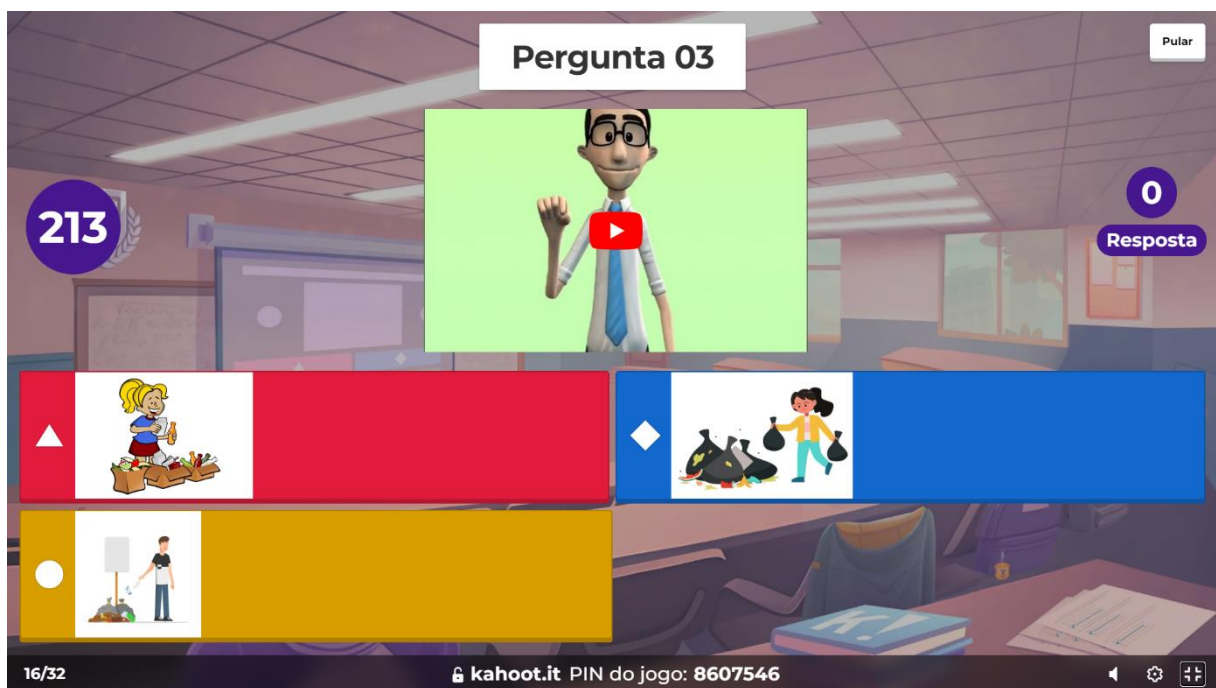 Pergunta 03
Pular
213
0
Resposta
K!
16/32
kahoot.it PIN do jogo: 8607546